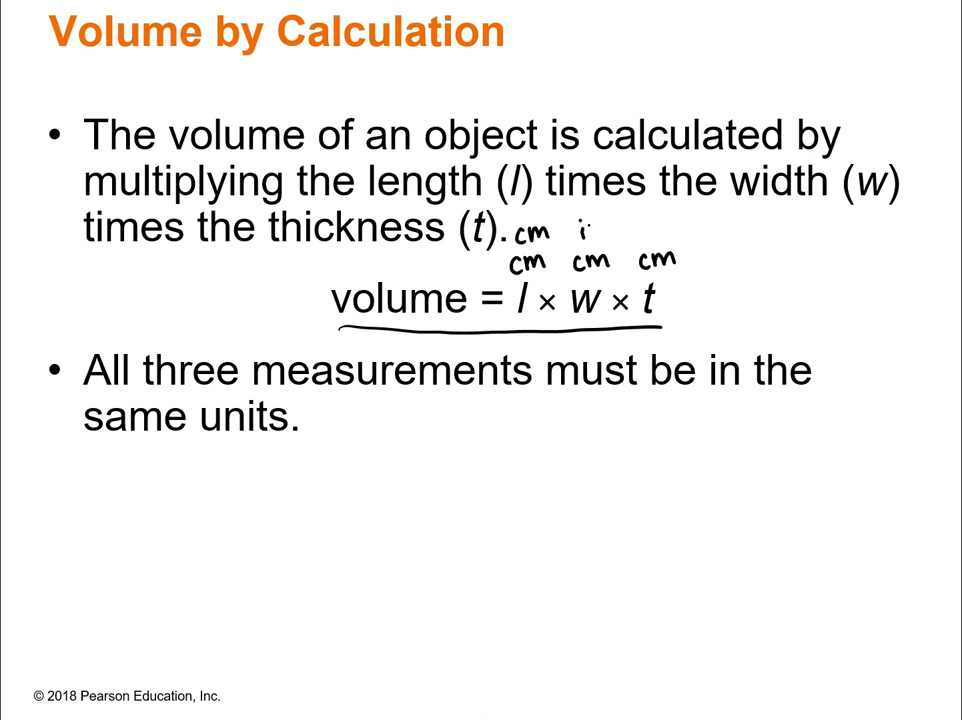 Volume by Calculation
• The volume of an object is calculated by
multiplying the length (l) times the width (w)
times the thickness (t).
cm i
cm cm cm
volume = l × w × t
• All three measurements must be in the
same units.
© 2018 Pearson Education, Inc.